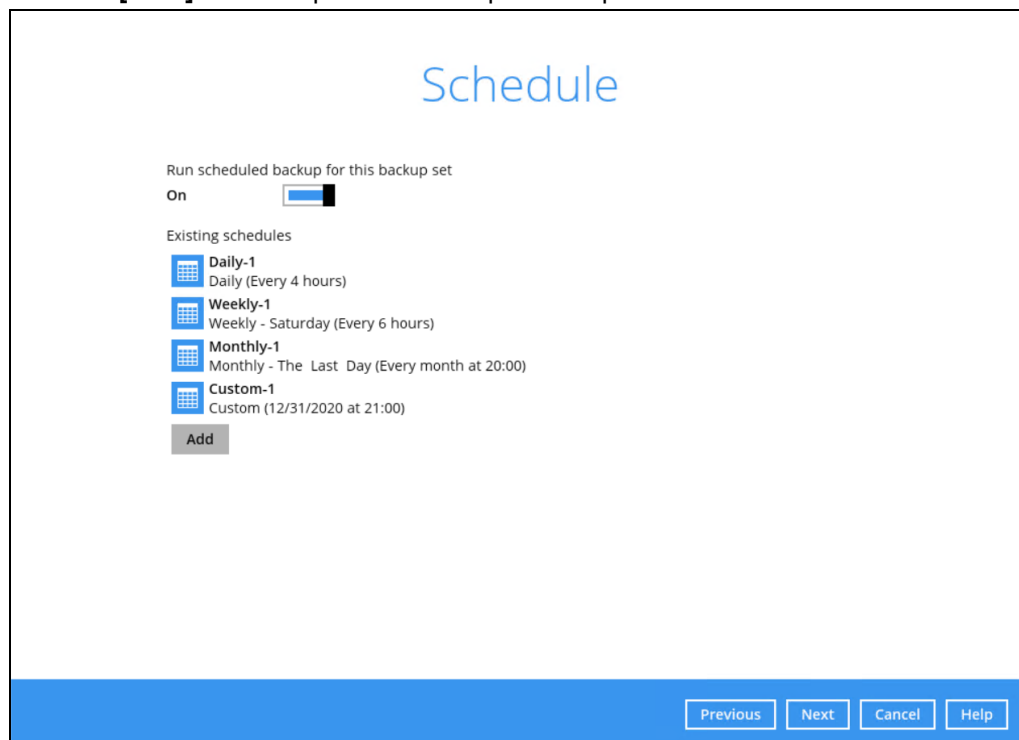 Schedule
Run scheduled backup for this backup set
On
Existing schedules
Daily-1
Daily (Every 4 hours)
Weekly-1
Weekly - Saturday (Every 6 hours)
Monthly-1
Monthly - The Last Day (Every month at 20:00)
Custom-1
Custom (12/31/2020 at 21:00)
Add
Previous Next Cancel Help